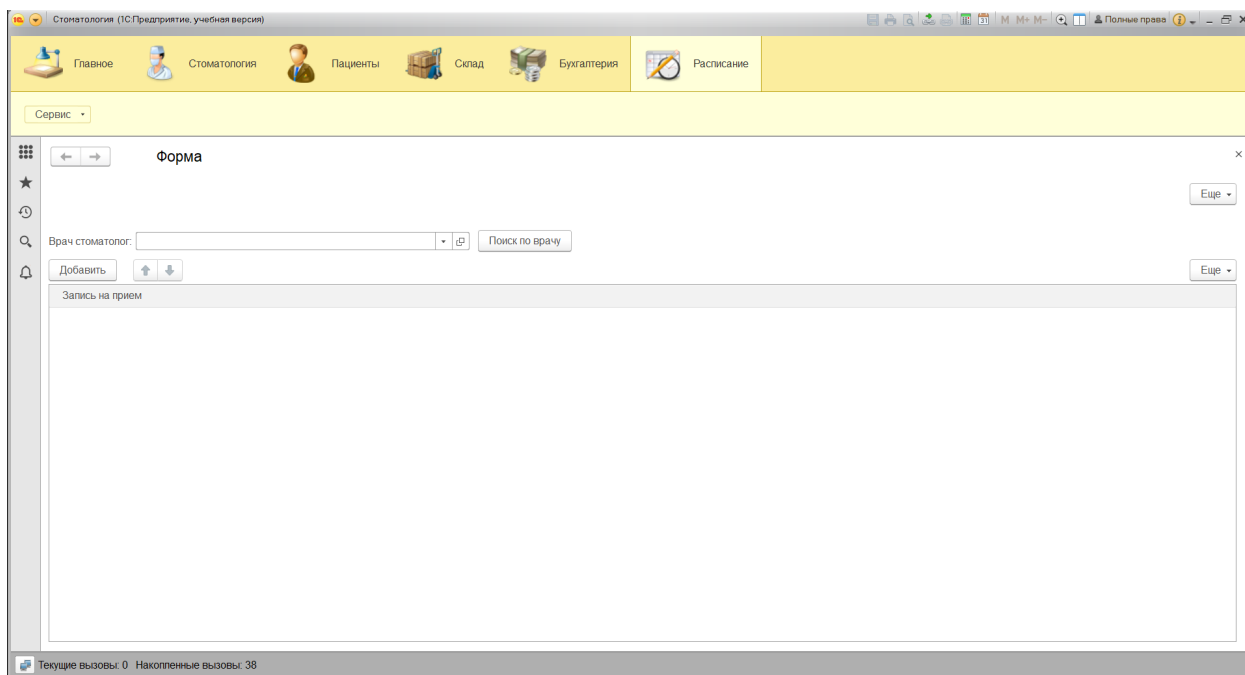 Стоматология (1С:Предприятие, учебная версия) M M+ M- Полные права
Главное Стоматология Пациенты Склад Бухгалтерия Расписание
Сервис
Форма
Еще
Врач стоматолог: Поиск по врачу
Добавить Еще
Запись на прием
Текущие вызовы: 0 Накопленные вызовы: 38